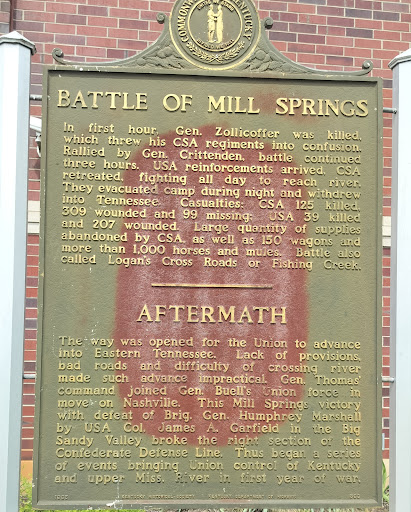 COMMONWEALTH KENTUCKY
BATTLE OF MILL SPRINGS
In first hour, Gen. Zollicoffer was killed,
which threw his CSA regiments into confusion.
Rallied by Gen. Crittenden, battle continued
three hours. USA reinforcements arrived. CSA
retreated, fighting all day to reach river.
They evacuated camp during night and withdrew
into Tennessee. Casualties: CSA 125 killed,
309 wounded and 99 missing; USA 39 killed
and 207 wounded. Large quantity of supplies
abandoned by CSA, as well as 150 wagons and
more than 1,000 horses and mules. Battle also
called Logan's Cross Roads or Fishing Creek.
AFTERMATH
The way was opened for the Union to advance
into Eastern Tennessee. Lack of provisions,
bad roads and difficulty of crossing river
made such advance impractical. Gen. Thomas'
command joined Gen. Buell's Union force in
move on Nashville. This Mill Springs victory
with defeat of Brig. Gen. Humphrey Marshall
by USA Col. James A. Garfield in the Big
Sandy Valley broke the right section of the
Confederate Defense Line. Thus began a series
of events bringing Union control of Kentucky
and upper Miss. River in first year of war.
KENTUCKY HISTORICAL SOCIETY KENTUCKY DEPARTMENT OF HIGHWAYS